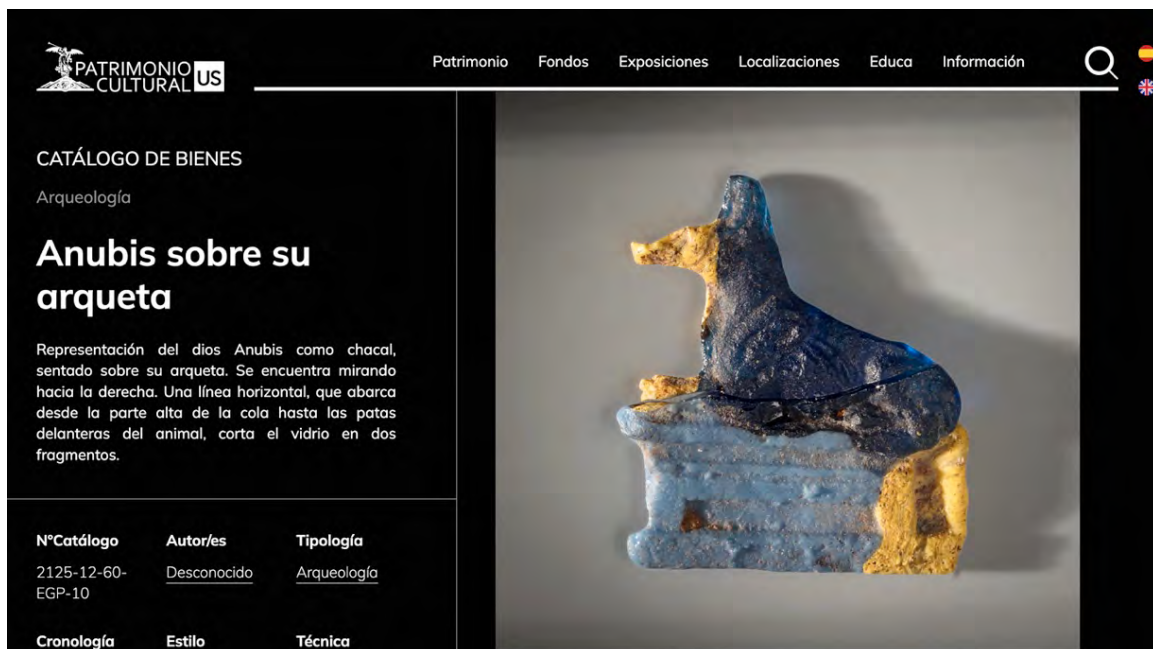 PATRIMONIO
CULTURAL US
Patrimonio Fondos Exposiciones Localizaciones Educa Información
CATÁLOGO DE BIENES
Arqueología
Anubis sobre su
arqueta
Representación del dios Anubis como chacal,
sentado sobre su arqueta. Se encuentra mirando
hacia la derecha. Una línea horizontal, que abarca
desde la parte alta de la cola hasta las patas
delanteras del animal, corta el vidrio en dos
fragmentos.
NºCatálogo Autor/es Tipología
2125-12-60- Desconocido Arqueología
EGP-10
Cronología Estilo Técnica